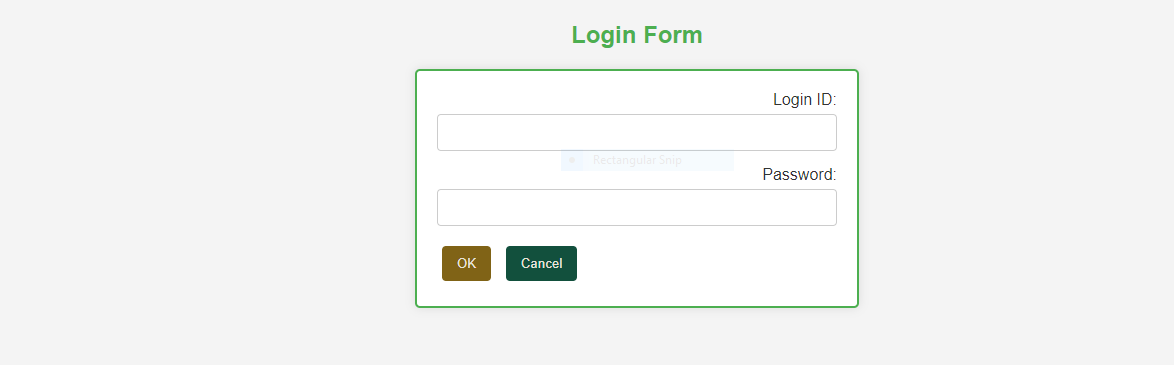 Login Form
Login ID:
Rectangular Snip
Password:
OK Cancel